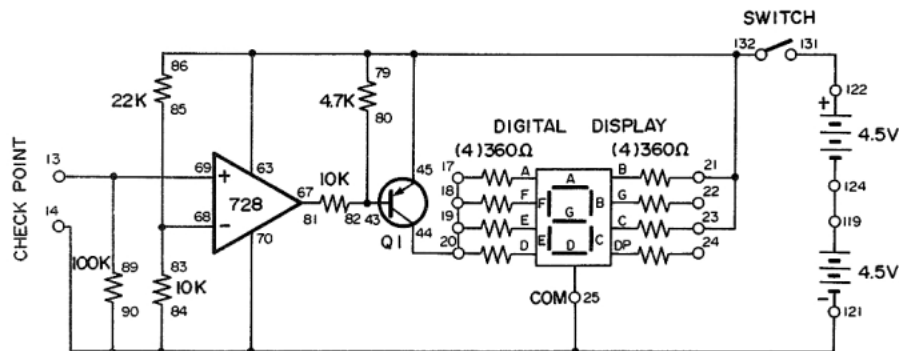 SWITCH
132
131
86
22K
85
79
4.7K
80
122
+
4.5V
DIGITAL DISPLAY
(4)360Ω
(4)360Ω
CHECK POINT
13
14
69
+
63
728
68
-
70
67
81
10K
82
43
45
44
Q1
17
18
19
20
A
F
E
D
A
F
B
G
E
C
D
B
G
C
DP
21
22
23
24
124
119
4.5V
-
121
100K
89
90
83
10K
84
COM
25